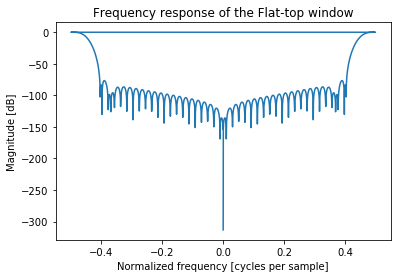 Frequency response of the Flat-top window
Magnitude [dB]
0
−50
−100
−150
−200
−250
−300
−0.4 −0.2 0.0 0.2 0.4
Normalized frequency [cycles per sample]